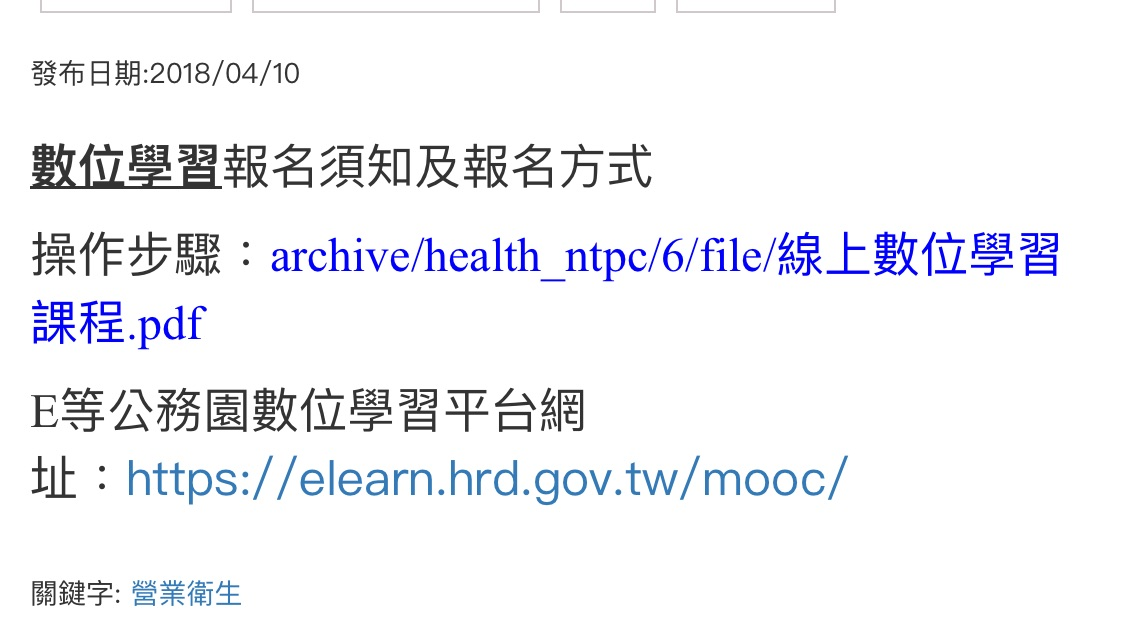 發布日期:2018/04/10
數位學習報名須知及報名方式
操作步驟：archive/health_ntpc/6/file/線上數位學習
課程.pdf
E等公務園數位學習平台網
址：https://elearn.hrd.gov.tw/mooc/
關鍵字: 營業衛生